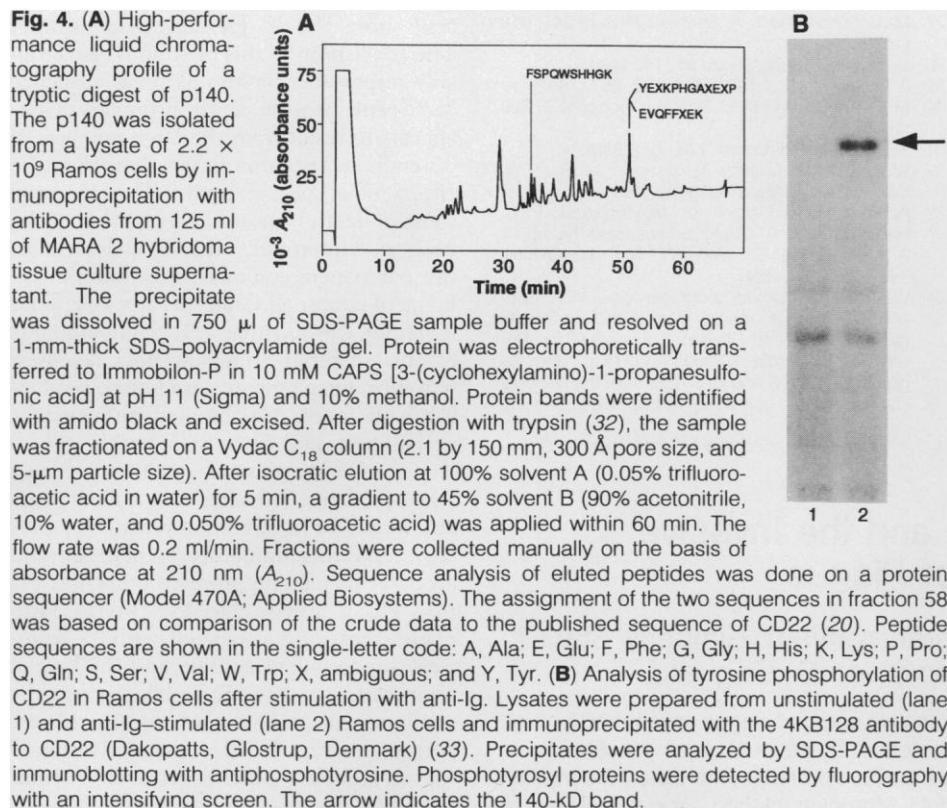 Fig. 4. (A) High-perfor-
mance liquid chroma-
tography profile of a
tryptic digest of p140.
The p140 was isolated
from a lysate of 2.2 ×
10⁹ Ramos cells by im-
munoprecipitation with
antibodies from 125 ml
of MARA 2 hybridoma
tissue culture superna-
tant. The precipitate
A
10⁻³ A₂₁₀ (absorbance units)
75
50
25
FSPQWSHHGK
YEXKPHGAXEXP
EVQFFXEK
0 10 20 30 40 50 60
Time (min)
B
1 2
was dissolved in 750 μl of SDS-PAGE sample buffer and resolved on a
1-mm-thick SDS–polyacrylamide gel. Protein was electrophoretically trans-
ferred to Immobilon-P in 10 mM CAPS [3-(cyclohexylamino)-1-propanesulfo-
nic acid] at pH 11 (Sigma) and 10% methanol. Protein bands were identified
with amido black and excised. After digestion with trypsin (32), the sample
was fractionated on a Vydac C₁₈ column (2.1 by 150 mm, 300 Å pore size, and
5-μm particle size). After isocratic elution at 100% solvent A (0.05% trifluoro-
acetic acid in water) for 5 min, a gradient to 45% solvent B (90% acetonitrile,
10% water, and 0.050% trifluoroacetic acid) was applied within 60 min. The
flow rate was 0.2 ml/min. Fractions were collected manually on the basis of
absorbance at 210 nm (A₂₁₀). Sequence analysis of eluted peptides was done on a protein
sequencer (Model 470A; Applied Biosystems). The assignment of the two sequences in fraction 58
was based on comparison of the crude data to the published sequence of CD22 (20). Peptide
sequences are shown in the single-letter code: A, Ala; E, Glu; F, Phe; G, Gly; H, His; K, Lys; P, Pro;
Q, Gln; S, Ser; V, Val; W, Trp; X, ambiguous; and Y, Tyr. (B) Analysis of tyrosine phosphorylation of
CD22 in Ramos cells after stimulation with anti-Ig. Lysates were prepared from unstimulated (lane
1) and anti-Ig–stimulated (lane 2) Ramos cells and immunoprecipitated with the 4KB128 antibody
to CD22 (Dakopatts, Glostrup, Denmark) (33). Precipitates were analyzed by SDS-PAGE and
immunoblotting with antiphosphotyrosine. Phosphotyrosyl proteins were detected by fluorography
with an intensifying screen. The arrow indicates the 140-kD band.